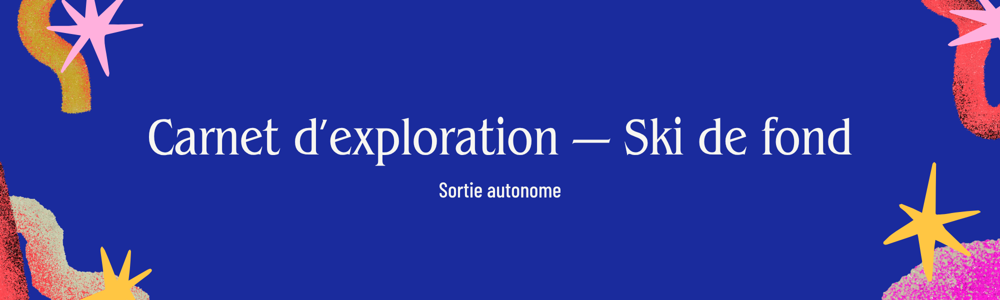 Carnet d’exploration — Ski de fond
Sortie autonome